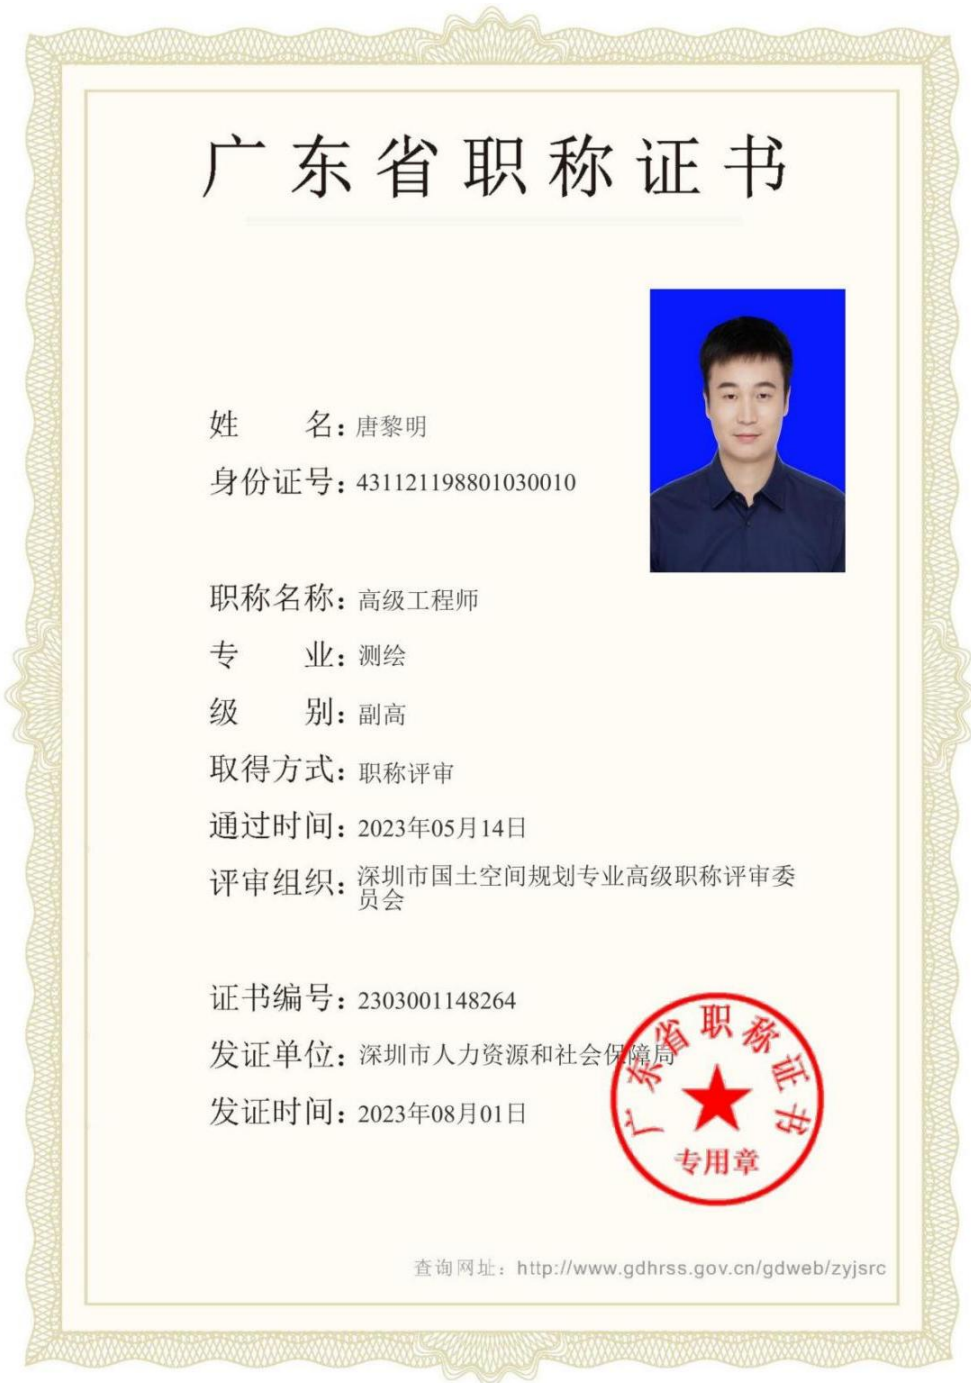 广东省职称证书
姓 名：唐黎明
身份证号：431121198801030010
职称名称：高级工程师
专 业：测绘
级 别：副高
取得方式：职称评审
通过时间：2023年05月14日
评审组织：深圳市国土空间规划专业高级职称评审委
员会
证书编号：2303001148264
发证单位：深圳市人力资源和社会保障局
发证时间：2023年08月01日
广东省职称证书
专用章
查询网址：http://www.gdhrss.gov.cn/gdweb/zyjsrc